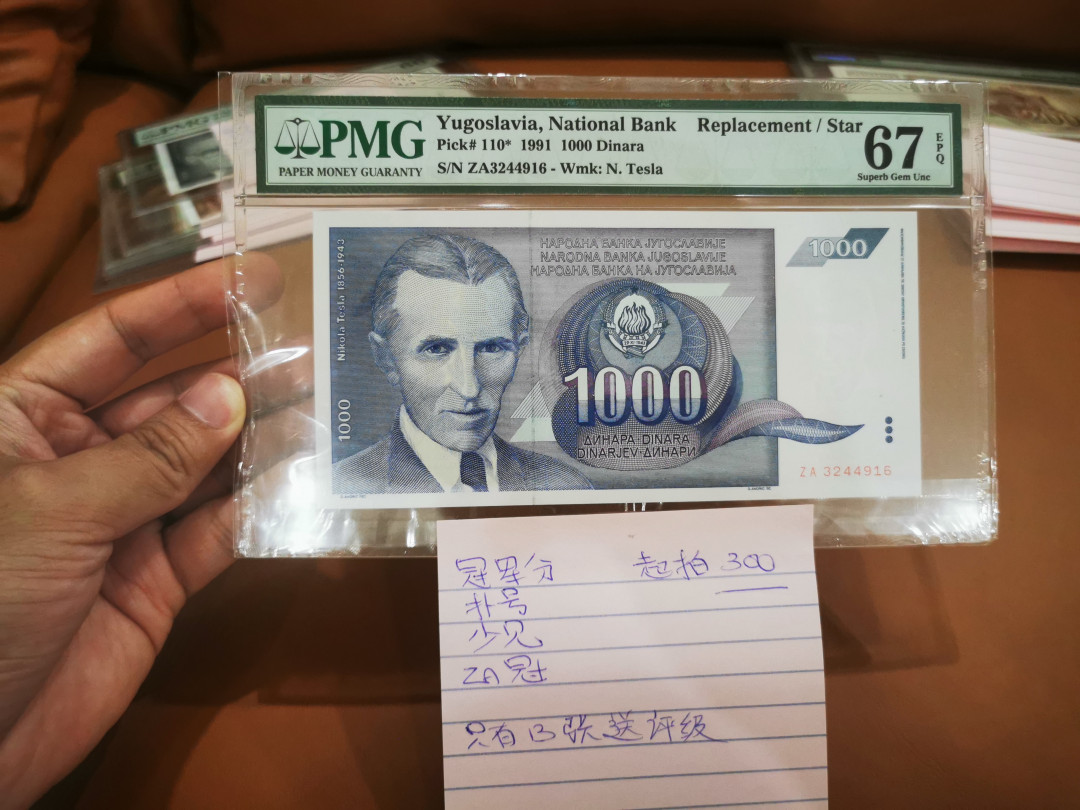 PMG
PAPER MONEY GUARANTY
Yugoslavia, National Bank Replacement / Star
Pick# 110* 1991 1000 Dinara
S/N ZA3244916 - Wmk: N. Tesla
67 EPQ
Superb Gem Unc
Nikola Tesla 1856-1943
1000
НАРОДНА БАНКА ЈУГОСЛАВИЈЕ
NARODNA BANKA JUGOSLAVIJE
НАРОДНА БАНКА НА ЈУГОСЛАВИЈА
1000
1000
ДИНАРА·DINARA
DINARJEV·ДИНАРИ
ZA 3244916
冠军分 起拍 300
补号
少见
ZA冠
只有13张送评级